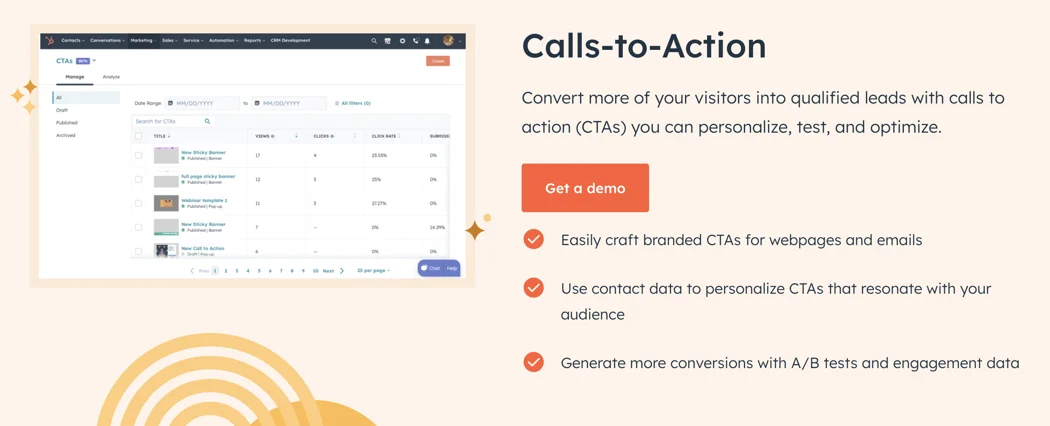 Contacts Conversations Marketing Sales Service Automation Reports CRM Development
CTAs BETA
Create
Manage Analyze
All
Draft
Published
Archived
Date Range: MM/DD/YYYY to MM/DD/YYYY All filters (0)
Search for CTAs
TITLE VIEWS CLICKS CLICK RATE SUBMISS
New Sticky Banner
Published | Banner
17 4 23.53% 0%
full page sticky banner
Published | Banner
12 3 25% 0%
Webinar template 1
Published | Pop-up
11 3 27.27% 0%
New Sticky Banner
Published | Banner
7 -- 0% 14.29%
New Call to Action
Draft | Pop-up
6 -- 0% 0%
Prev 1 2 3 4 5 6 7 8 9 10 Next 25 per page
Chat Help
Calls-to-Action
Convert more of your visitors into qualified leads with calls to
action (CTAs) you can personalize, test, and optimize.
Get a demo
Easily craft branded CTAs for webpages and emails
Use contact data to personalize CTAs that resonate with your
audience
Generate more conversions with A/B tests and engagement data